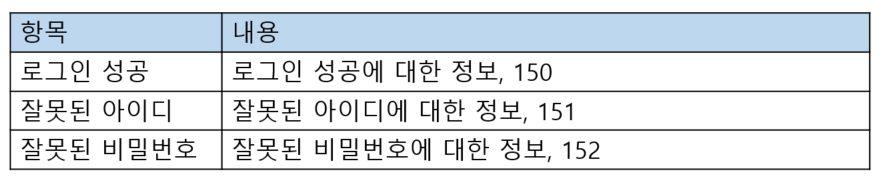 항목 내용
로그인 성공 로그인 성공에 대한 정보, 150
잘못된 아이디 잘못된 아이디에 대한 정보, 151
잘못된 비밀번호 잘못된 비밀번호에 대한 정보, 152